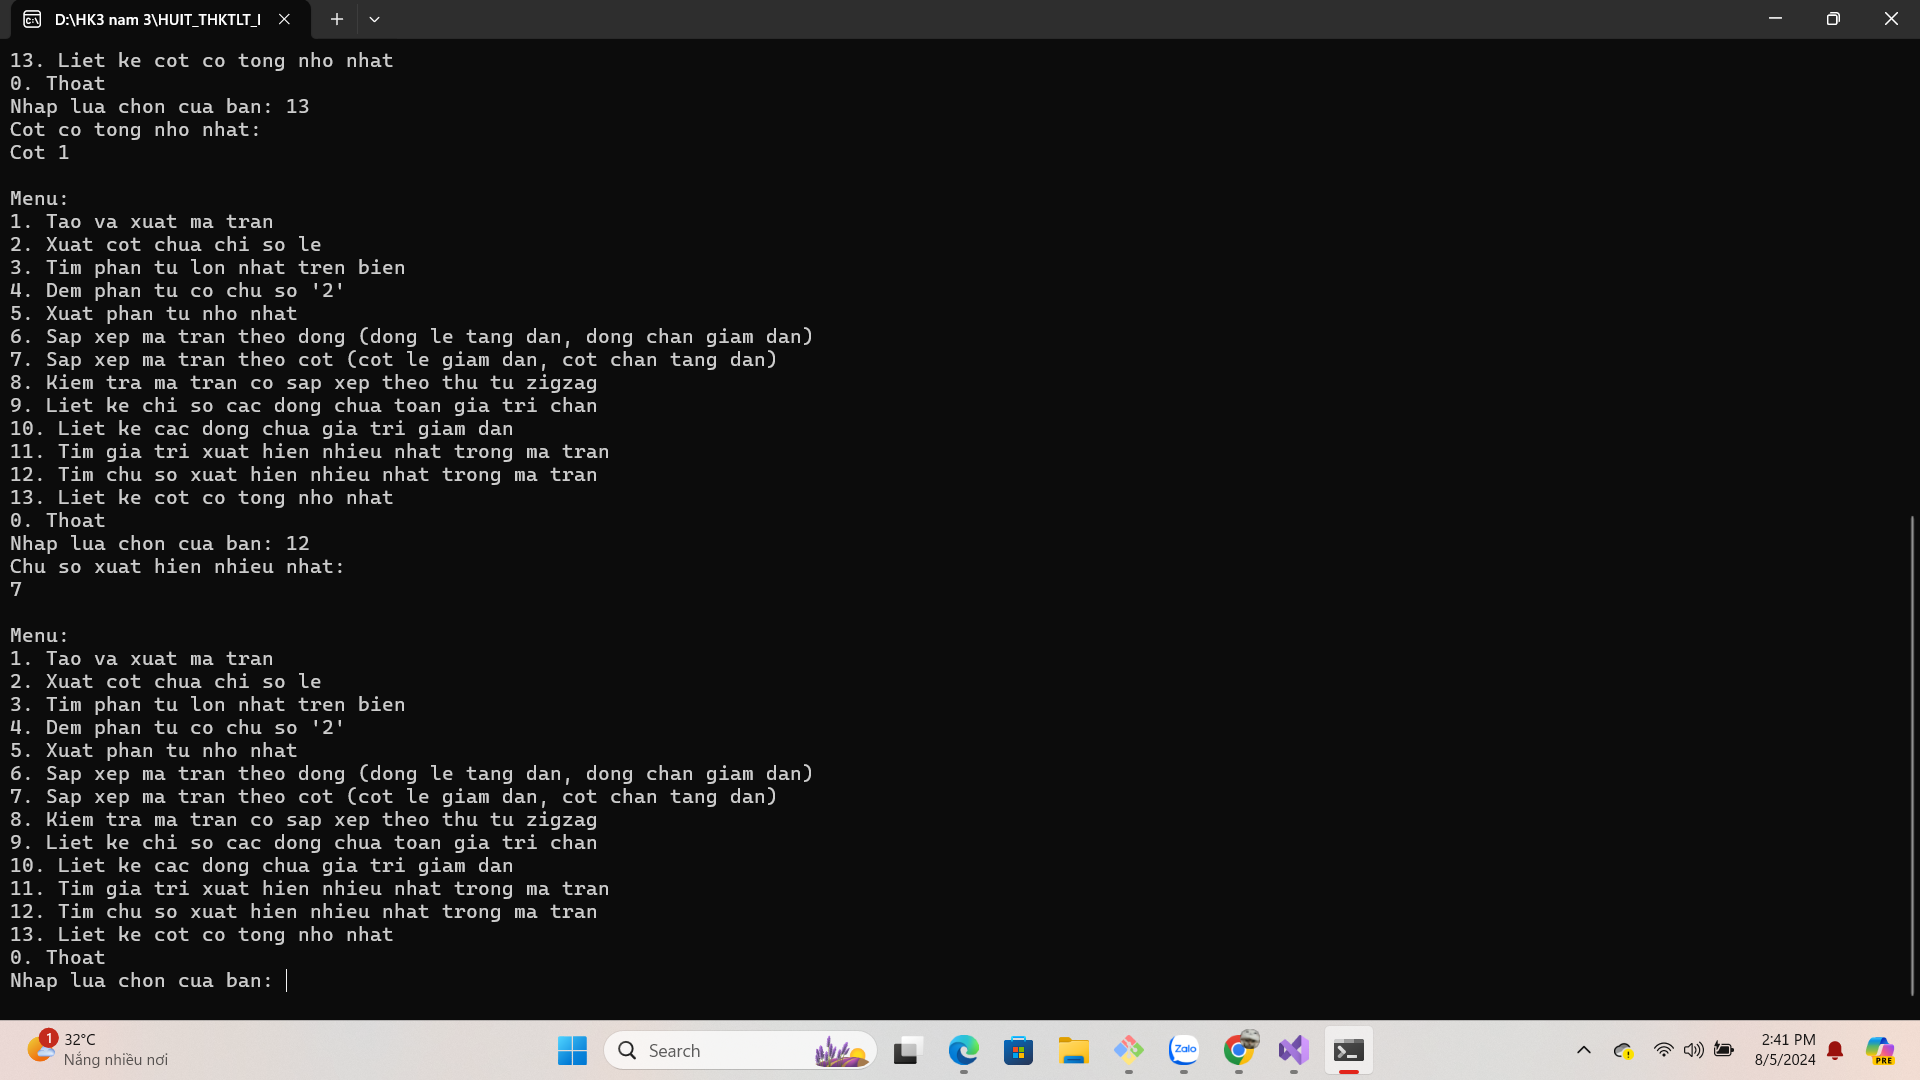 D:\HK3 nam 3\HUIT_THKTLT_I
13. Liet ke cot co tong nho nhat
0. Thoat
Nhap lua chon cua ban: 13
Cot co tong nho nhat:
Cot 1
Menu:
1. Tao va xuat ma tran
2. Xuat cot chua chi so le
3. Tim phan tu lon nhat tren bien
4. Dem phan tu co chu so '2'
5. Xuat phan tu nho nhat
6. Sap xep ma tran theo dong (dong le tang dan, dong chan giam dan)
7. Sap xep ma tran theo cot (cot le giam dan, cot chan tang dan)
8. Kiem tra ma tran co sap xep theo thu tu zigzag
9. Liet ke chi so cac dong chua toan gia tri chan
10. Liet ke cac dong chua gia tri giam dan
11. Tim gia tri xuat hien nhieu nhat trong ma tran
12. Tim chu so xuat hien nhieu nhat trong ma tran
13. Liet ke cot co tong nho nhat
0. Thoat
Nhap lua chon cua ban: 12
Chu so xuat hien nhieu nhat:
7
Menu:
1. Tao va xuat ma tran
2. Xuat cot chua chi so le
3. Tim phan tu lon nhat tren bien
4. Dem phan tu co chu so '2'
5. Xuat phan tu nho nhat
6. Sap xep ma tran theo dong (dong le tang dan, dong chan giam dan)
7. Sap xep ma tran theo cot (cot le giam dan, cot chan tang dan)
8. Kiem tra ma tran co sap xep theo thu tu zigzag
9. Liet ke chi so cac dong chua toan gia tri chan
10. Liet ke cac dong chua gia tri giam dan
11. Tim gia tri xuat hien nhieu nhat trong ma tran
12. Tim chu so xuat hien nhieu nhat trong ma tran
13. Liet ke cot co tong nho nhat
0. Thoat
Nhap lua chon cua ban:
1
32°C
Nắng nhiều nơi
Search
Zalo
2:41 PM
8/5/2024
PRE